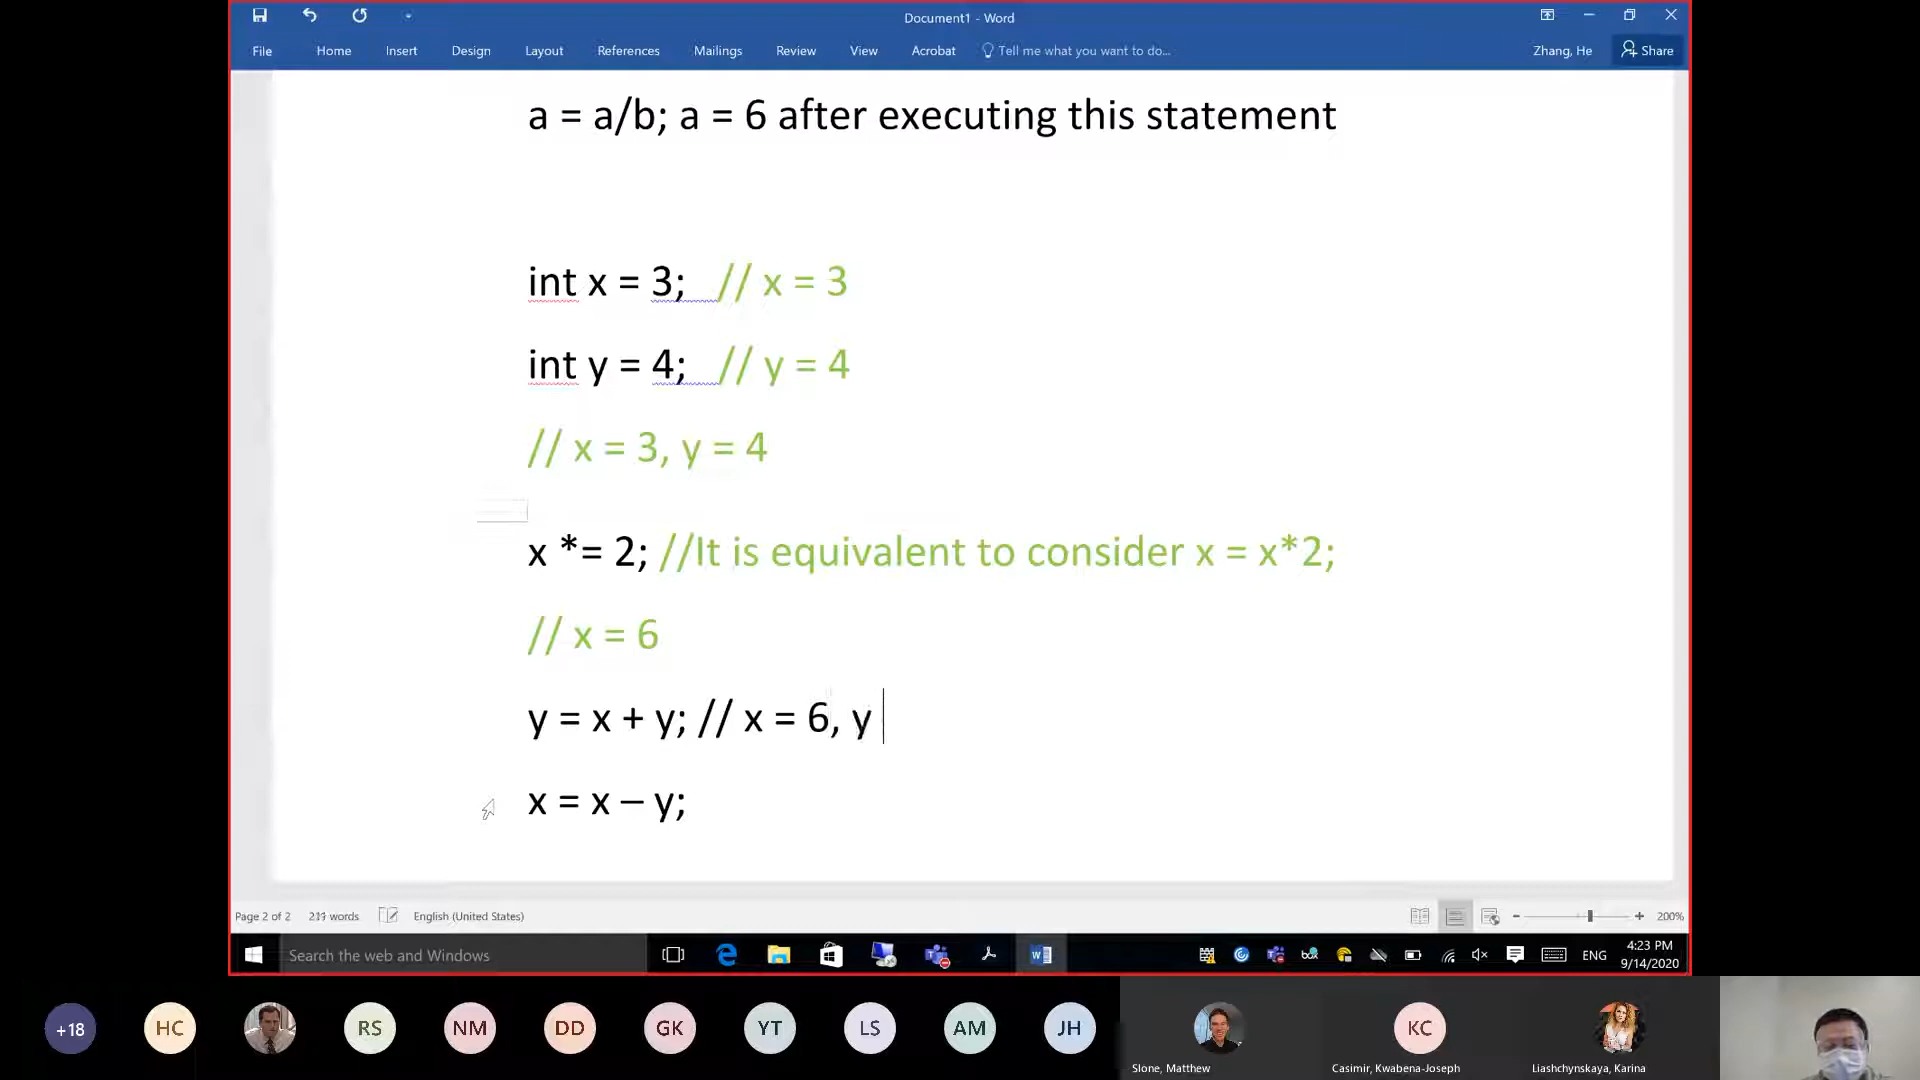 Document1 - Word
File Home Insert Design Layout References Mailings Review View Acrobat Tell me what you want to do... Zhang, He Share
a = a/b; a = 6 after executing this statement
int x = 3; // x = 3
int y = 4; // y = 4
// x = 3, y = 4
x *= 2; //It is equivalent to consider x = x*2;
// x = 6
y = x + y; // x = 6, y
x = x – y;
Page 2 of 2 words English (United States) 200%
Search the web and Windows ENG 4:23 PM
9/14/2020
+18 HC RS NM DD GK YT LS AM JH KC
Slone, Matthew Casimir, Kwabena-Joseph Liashchynskaya, Karina